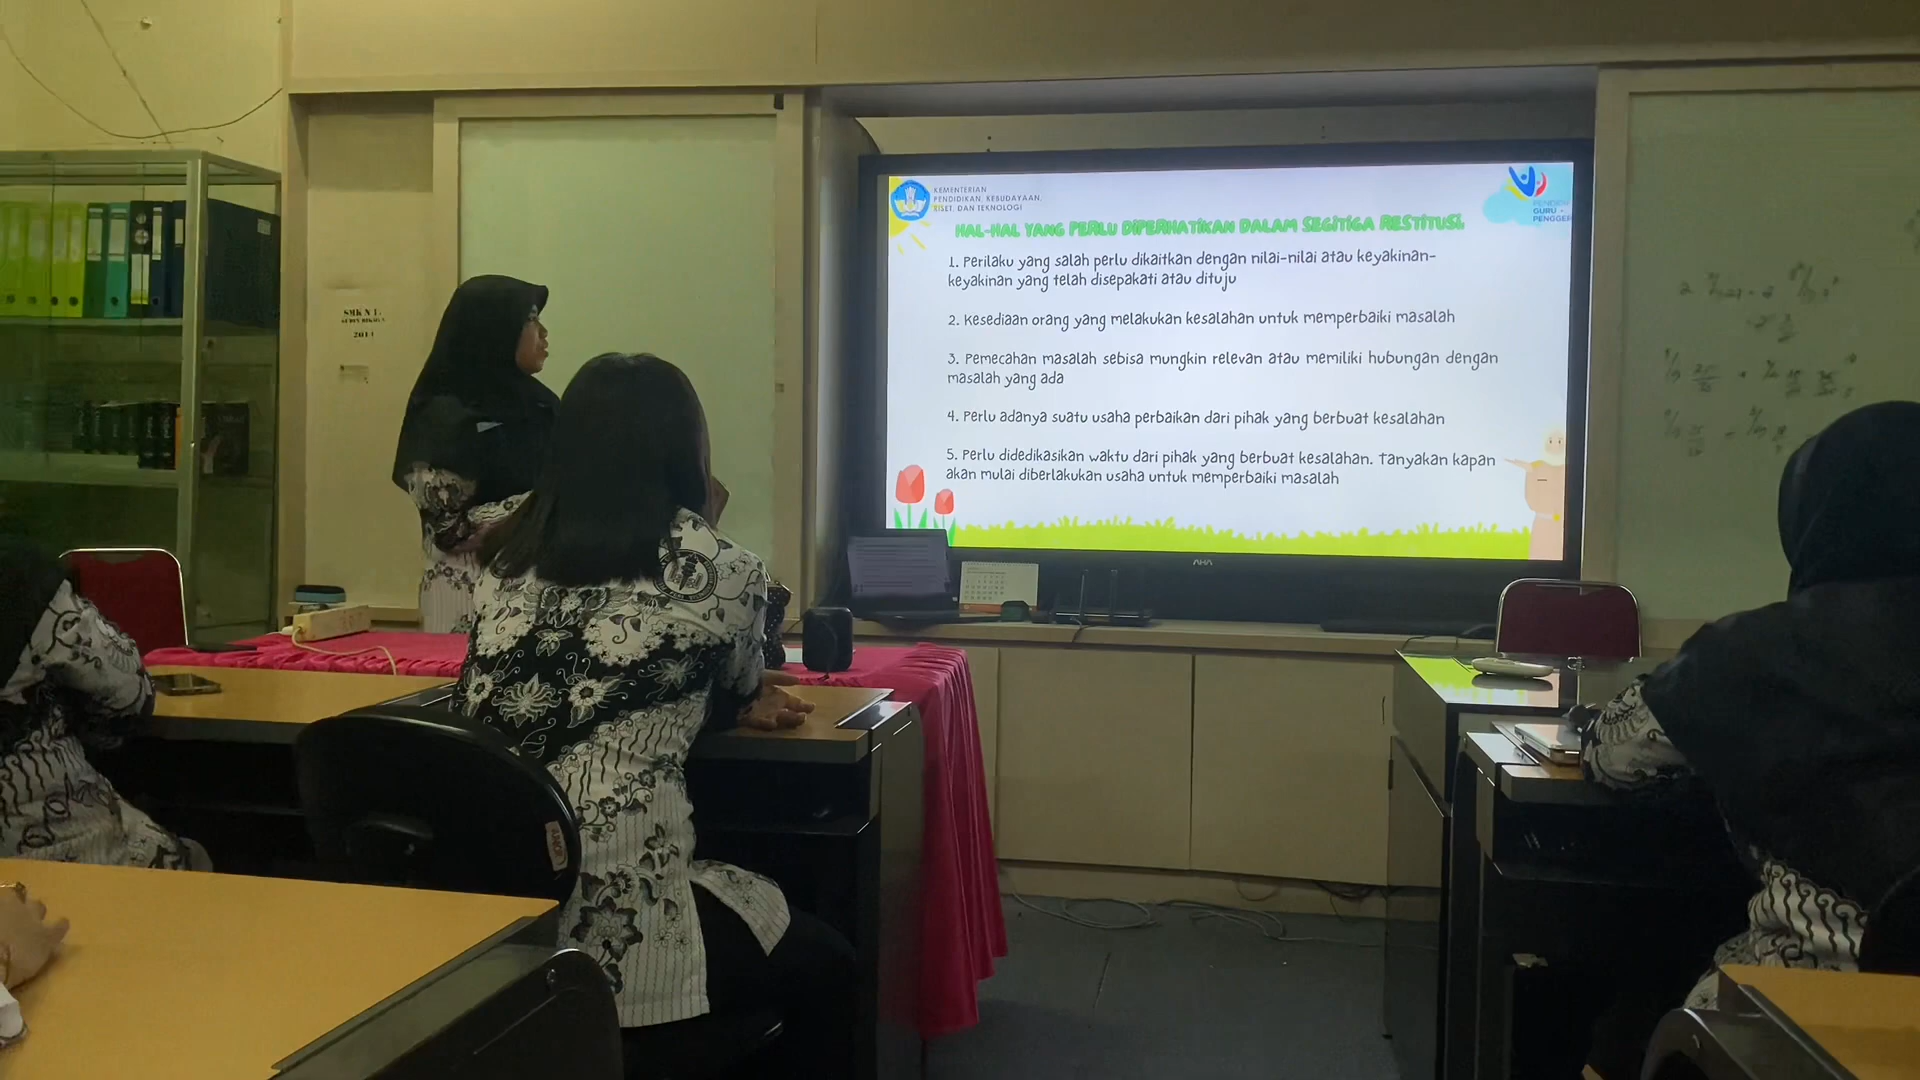 KEMENTERIAN
PENDIDIKAN, KEBUDAYAAN,
RISET, DAN TEKNOLOGI
GURU -
HAL-HAL YANG PERLU DIPERHATIKAN DALAM SEGITIGA RESTITUSI.
1. Perilaku yang salah perlu dikaitkan dengan nilai-nilai atau keyakinan-
keyakinan yang telah disepakati atau dituju
2. Kesediaan orang yang melakukan kesalahan untuk memperbaiki masalah
3. Pemecahan masalah sebisa mungkin relevan atau memiliki hubungan dengan
masalah yang ada
4. Perlu adanya suatu usaha perbaikan dari pihak yang berbuat kesalahan
5. Perlu didedikasikan waktu dari pihak yang berbuat kesalahan. Tanyakan kapan
akan mulai diberlakukan usaha untuk memperbaiki masalah
AHA
SMK N 1
2014